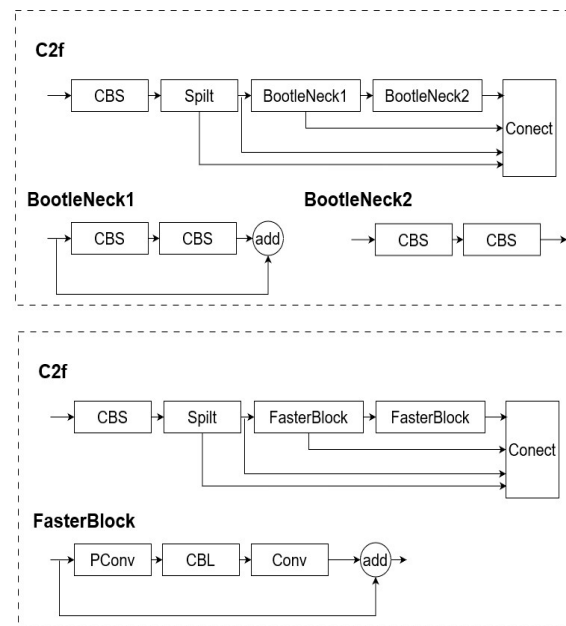 C2f
CBS Spilt BootleNeck1 BootleNeck2
Conect
BootleNeck1 BootleNeck2
CBS CBS add CBS CBS
C2f
CBS Spilt FasterBlock FasterBlock
Conect
FasterBlock
PConv CBL Conv add